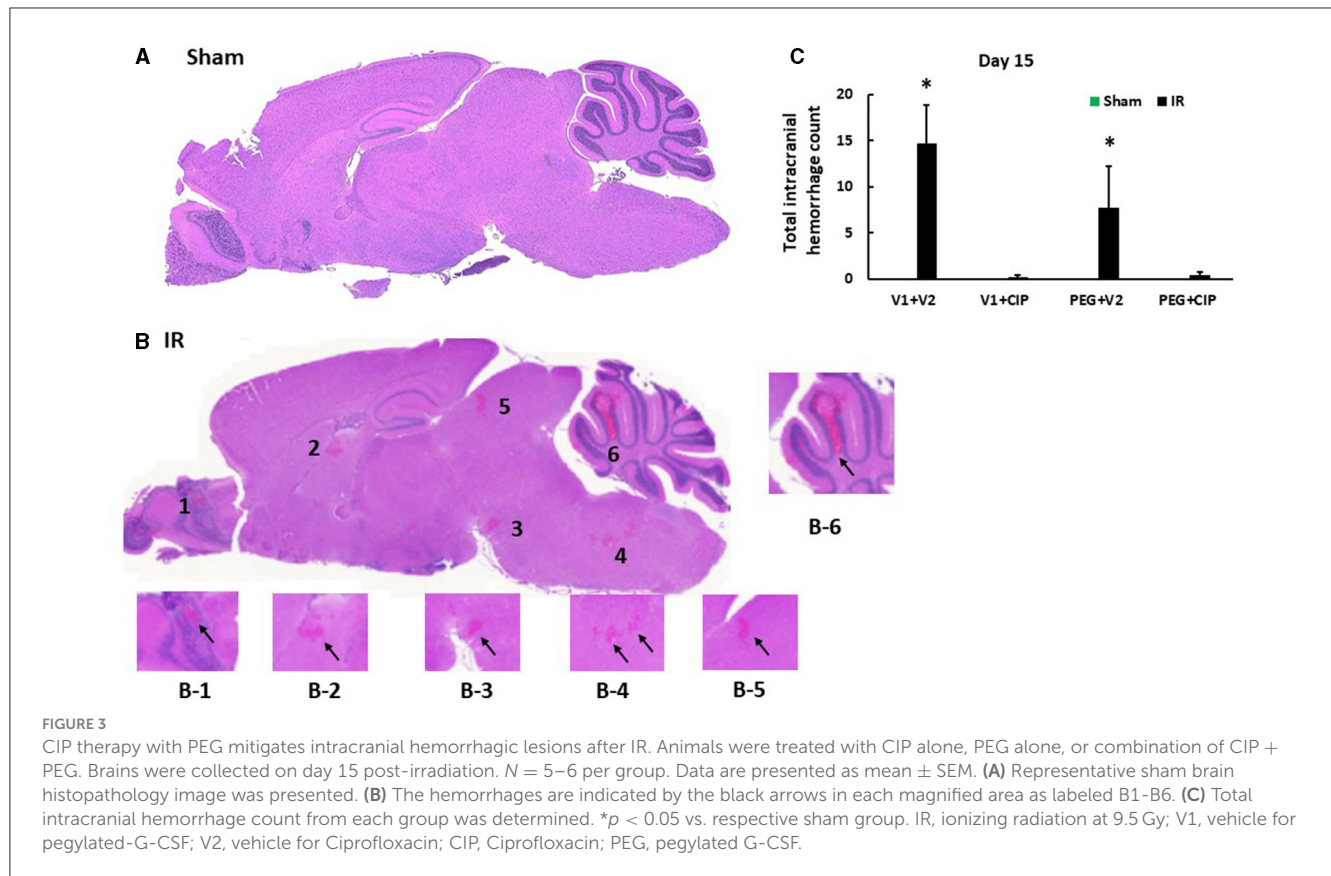 A Sham
C
Day 15
Sham IR
Total intracranial
hemorrhage count
20
15
10
5
0
*
*
V1+V2 V1+CIP PEG+V2 PEG+CIP
B IR
1
2
3
4
5
6
B-6
B-1 B-2 B-3 B-4 B-5
FIGURE 3
CIP therapy with PEG mitigates intracranial hemorrhagic lesions after IR. Animals were treated with CIP alone, PEG alone, or combination of CIP +
PEG. Brains were collected on day 15 post-irradiation. N = 5–6 per group. Data are presented as mean ± SEM. (A) Representative sham brain
histopathology image was presented. (B) The hemorrhages are indicated by the black arrows in each magnified area as labeled B1-B6. (C) Total
intracranial hemorrhage count from each group was determined. *p < 0.05 vs. respective sham group. IR, ionizing radiation at 9.5 Gy; V1, vehicle for
pegylated-G-CSF; V2, vehicle for Ciprofloxacin; CIP, Ciprofloxacin; PEG, pegylated G-CSF.